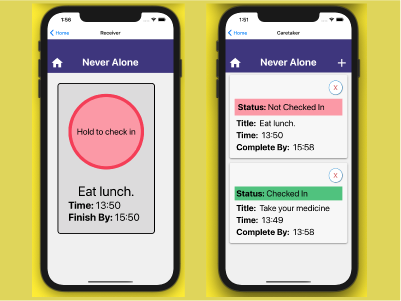 1:56
Home
Receiver
Never Alone
Hold to check in
Eat lunch.
Time: 13:50
Finish By: 15:50
1:51
Home
Caretaker
Never Alone
+
X
Status: Not Checked In
Title: Eat lunch.
Time: 13:50
Complete By: 15:58
X
Status: Checked In
Title: Take your medicine
Time: 13:49
Complete By: 13:58